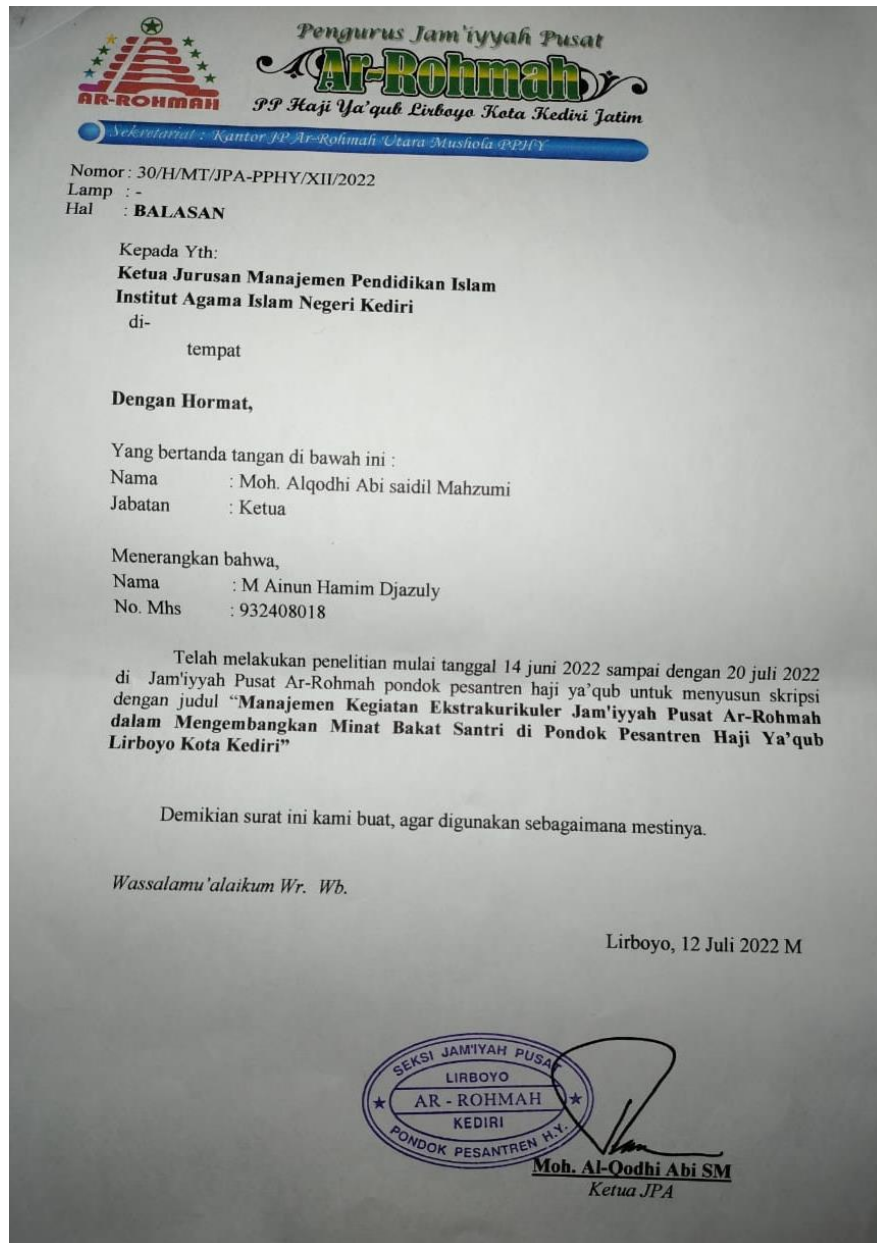 Pengurus Jam'iyyah Pusat
Ar-Rohmah
PP Haji Ya'qub Lirboyo Kota Kediri Jatim
AR-ROHMAH
Sekretariat : Kantor JP Ar-Rohmah Utara Mushola PPHY
Nomor : 30/H/MT/JPA-PPHY/XII/2022
Lamp : -
Hal : BALASAN
Kepada Yth:
Ketua Jurusan Manajemen Pendidikan Islam
Institut Agama Islam Negeri Kediri
di-
tempat
Dengan Hormat,
Yang bertanda tangan di bawah ini :
Nama : Moh. Alqodhi Abi saidil Mahzumi
Jabatan : Ketua
Menerangkan bahwa,
Nama : M Ainun Hamim Djazuly
No. Mhs : 932408018
Telah melakukan penelitian mulai tanggal 14 juni 2022 sampai dengan 20 juli 2022
di Jam'iyyah Pusat Ar-Rohmah pondok pesantren haji ya'qub untuk menyusun skripsi
dengan judul “Manajemen Kegiatan Ekstrakurikuler Jam'iyyah Pusat Ar-Rohmah
dalam Mengembangkan Minat Bakat Santri di Pondok Pesantren Haji Ya’qub
Lirboyo Kota Kediri”
Demikian surat ini kami buat, agar digunakan sebagaimana mestinya.
Wassalamu’alaikum Wr. Wb.
Lirboyo, 12 Juli 2022 M
SEKSI JAM'IYAH PUSAT
LIRBOYO
AR - ROHMAH
KEDIRI
PONDOK PESANTREN H.Y.
Moh. Al-Qodhi Abi SM
Ketua JPA